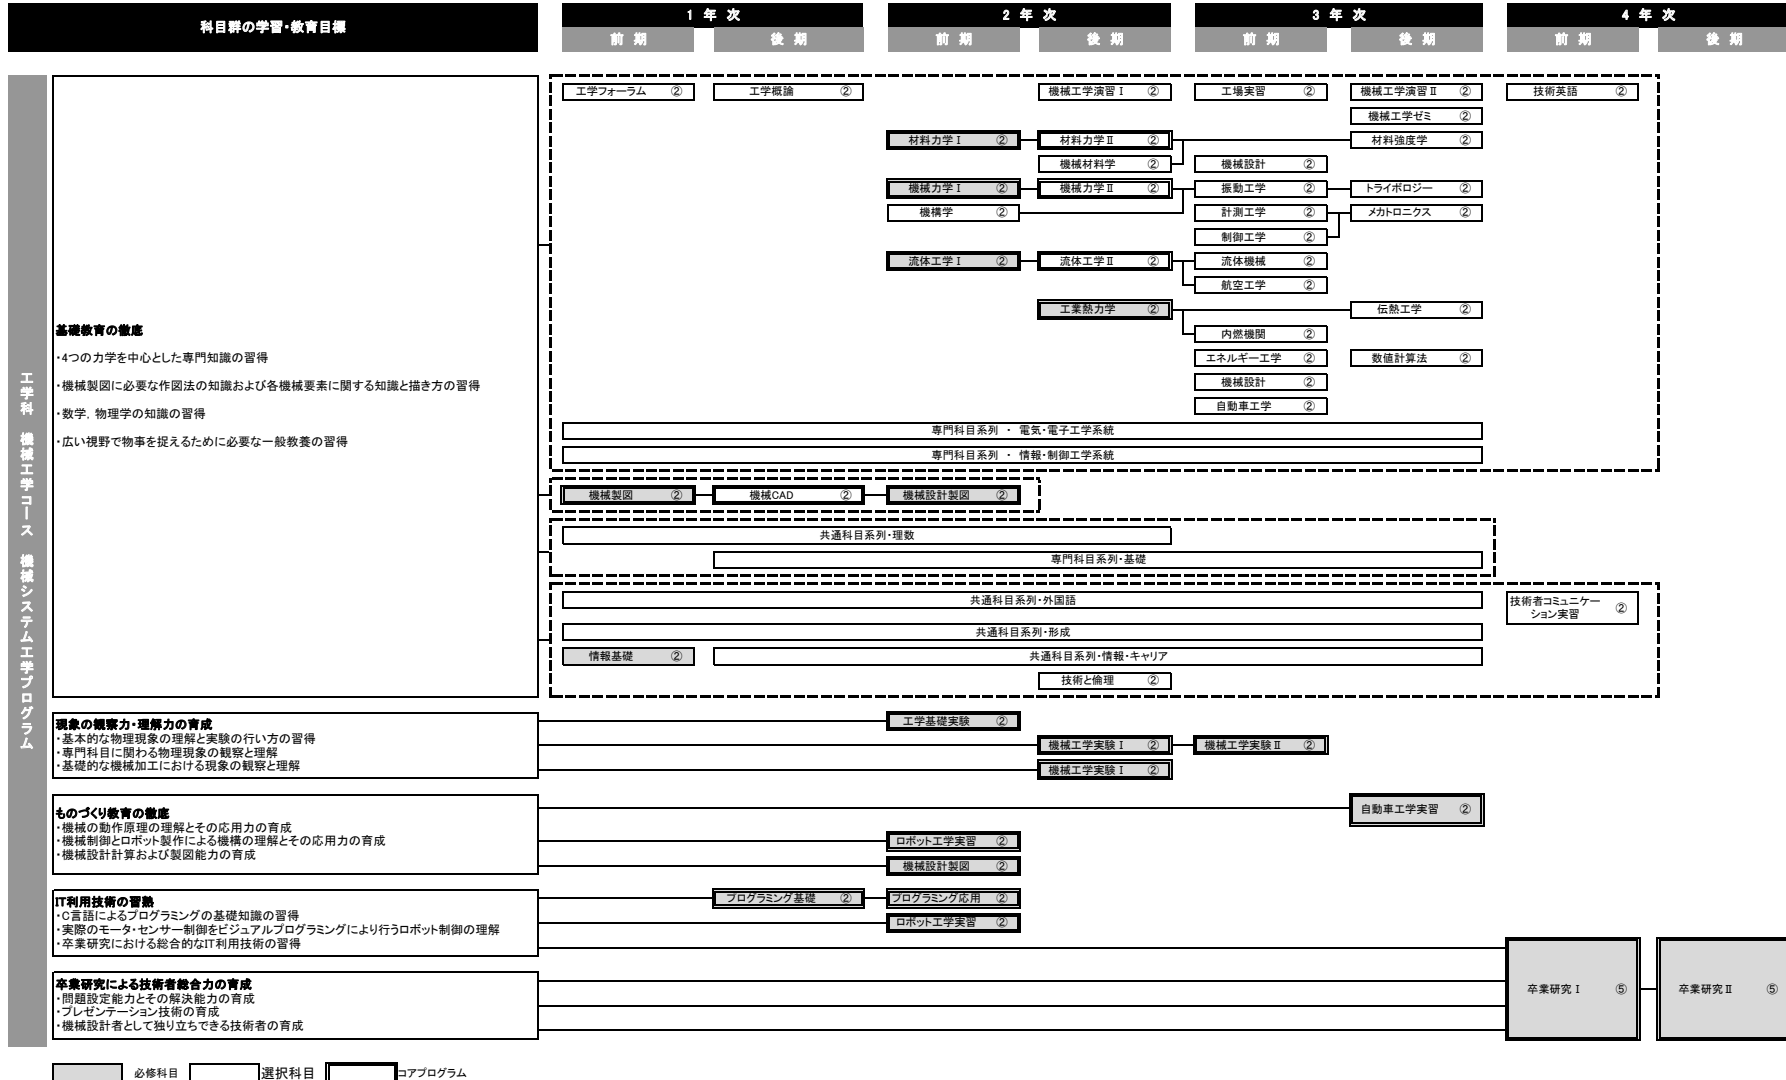 科目群の学習・教育目標
1 年 次
2 年 次
3 年 次
4 年 次
前 期
後 期
前 期
後 期
前 期
後 期
前 期
後 期
工学科 機械工学コース 機械システム工学プログラム
基礎教育の徹底
・4つの力学を中心とした専門知識の習得
・機械製図に必要な作図法の知識および各機械要素に関する知識と描き方の習得
・数学，物理学の知識の習得
・広い視野で物事を捉えるために必要な一般教養の習得
工学フォーラム ②
工学概論 ②
機械工学演習Ⅰ ②
工場実習 ②
機械工学演習Ⅱ ②
技術英語 ②
機械工学ゼミ ②
材料力学Ⅰ ②
材料力学Ⅱ ②
材料強度学 ②
機械材料学 ②
機械設計 ②
機械力学Ⅰ ②
機械力学Ⅱ ②
振動工学 ②
トライボロジー ②
機構学 ②
計測工学 ②
メカトロニクス ②
制御工学 ②
流体工学Ⅰ ②
流体工学Ⅱ ②
流体機械 ②
航空工学 ②
工業熱力学 ②
伝熱工学 ②
内燃機関 ②
エネルギー工学 ②
数値計算法 ②
機械設計 ②
自動車工学 ②
専門科目系列 ・ 電気・電子工学系統
専門科目系列 ・ 情報・制御工学系統
機械製図 ②
機械CAD ②
機械設計製図 ②
共通科目系列・理数
専門科目系列・基礎
共通科目系列・外国語
技術者コミュニケー
ション実習 ②
共通科目系列・形成
情報基礎 ②
共通科目系列・情報・キャリア
技術と倫理 ②
現象の観察力・理解力の育成
・基本的な物理現象の理解と実験の行い方の習得
・専門科目に関わる物理現象の観察と理解
・基礎的な機械加工における現象の観察と理解
工学基礎実験 ②
機械工学実験Ⅰ ②
機械工学実験Ⅱ ②
機械工学実験Ⅰ ②
ものづくり教育の徹底
・機械の動作原理の理解とその応用力の育成
・機械制御とロボット製作による機構の理解とその応用力の育成
・機械設計計算および製図能力の育成
自動車工学実習 ②
ロボット工学実習 ②
機械設計製図 ②
IT利用技術の習熟
・C言語によるプログラミングの基礎知識の習得
・実際のモータ・センサー制御をビジュアルプログラミングにより行うロボット制御の理解
・卒業研究における総合的なIT利用技術の習得
プログラミング基礎 ②
プログラミング応用 ②
ロボット工学実習 ②
卒業研究による技術者総合力の育成
・問題設定能力とその解決能力の育成
・プレゼンテーション技術の育成
・機械設計者として独り立ちできる技術者の育成
卒業研究Ⅰ ⑤
卒業研究Ⅱ ⑤
必修科目
選択科目
コアプログラム